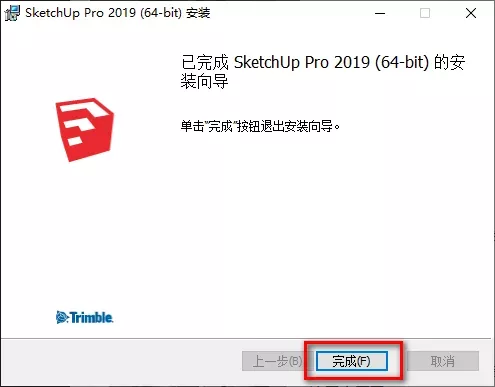 SketchUp Pro 2019 (64-bit) 安装
已完成 SketchUp Pro 2019 (64-bit) 的安
装向导
单击"完成"按钮退出安装向导。
Trimble.
上一步(B)
完成(F)
取消